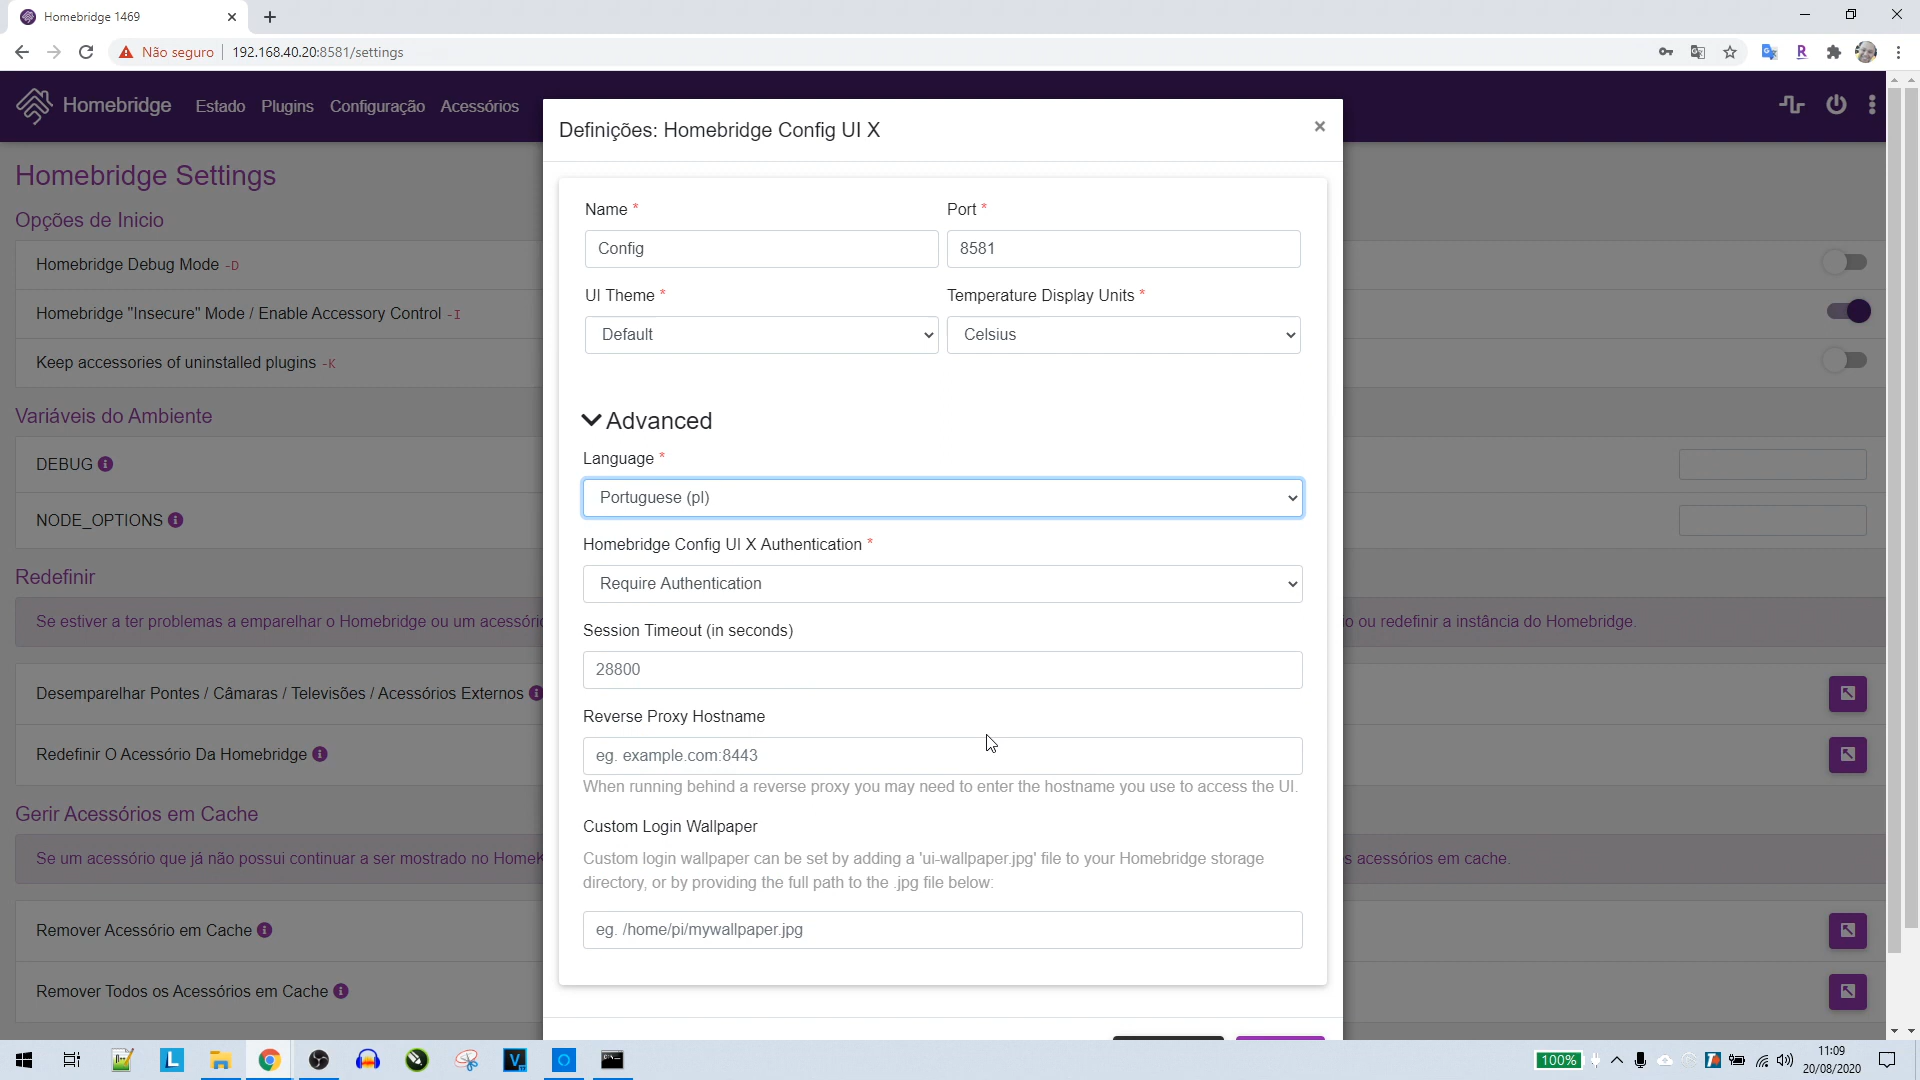 Homebridge 1469
Não seguro
192.168.40.20:8581/settings
Homebridge
Estado
Plugins
Configuração
Acessórios
Homebridge Settings
Opções de Inicio
Homebridge Debug Mode -D
Homebridge "Insecure" Mode / Enable Accessory Control -I
Keep accessories of uninstalled plugins -K
Variáveis do Ambiente
DEBUG
NODE_OPTIONS
Redefinir
Se estiver a ter problemas a emparelhar o Homebridge ou um acessóri
o ou redefinir a instância do Homebridge.
Desemparelhar Pontes / Câmaras / Televisões / Acessórios Externos
Redefinir O Acessório Da Homebridge
Gerir Acessórios em Cache
Se um acessório que já não possui continuar a ser mostrado no Home
s acessórios em cache.
Remover Acessório em Cache
Remover Todos os Acessórios em Cache
Definições: Homebridge Config UI X
Name *
Port *
Config
8581
UI Theme *
Temperature Display Units *
Default
Celsius
Advanced
Language *
Portuguese (pl)
Homebridge Config UI X Authentication *
Require Authentication
Session Timeout (in seconds)
28800
Reverse Proxy Hostname
eg. example.com:8443
When running behind a reverse proxy you may need to enter the hostname you use to access the UI.
Custom Login Wallpaper
Custom login wallpaper can be set by adding a 'ui-wallpaper.jpg' file to your Homebridge storage
directory, or by providing the full path to the .jpg file below:
eg. /home/pi/mywallpaper.jpg
100%
11:09
20/08/2020